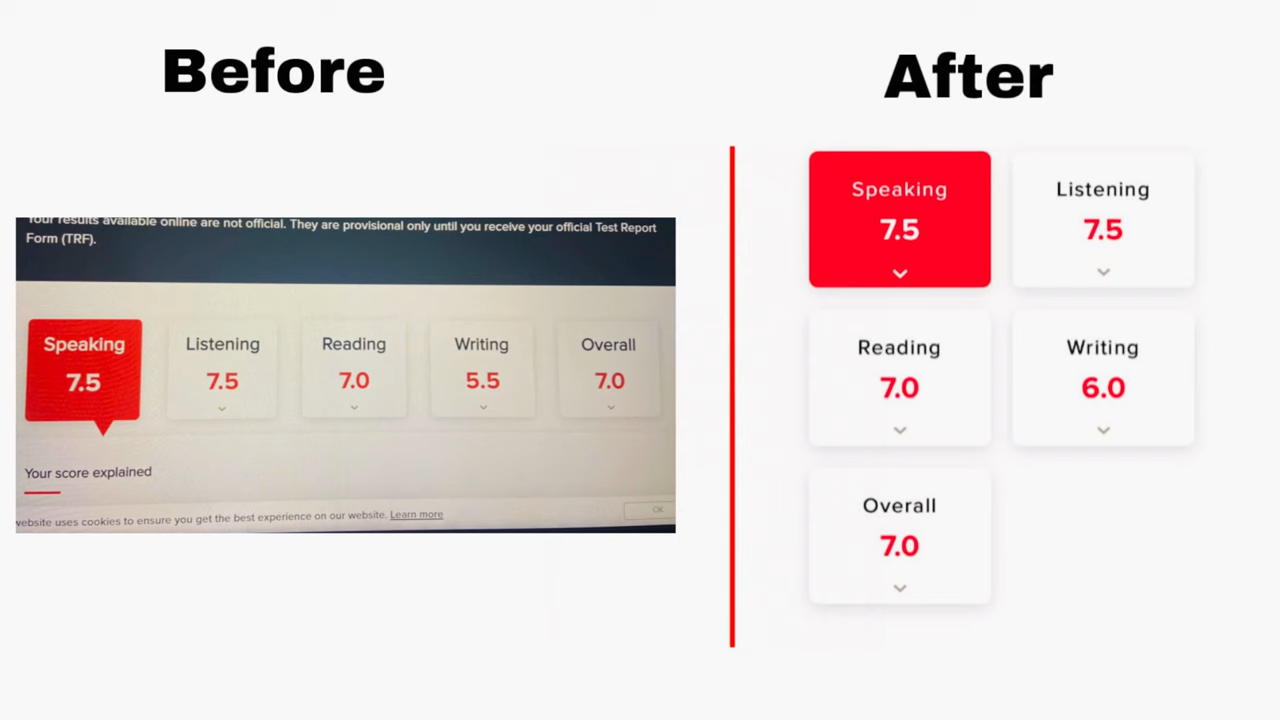 Before
Your results available online are not official. They are provisional only until you receive your official Test Report
Form (TRF).
Speaking
7.5
Listening
7.5
Reading
7.0
Writing
5.5
Overall
7.0
Your score explained
website uses cookies to ensure you get the best experience on our website. Learn more
OK
After
Speaking
7.5
Listening
7.5
Reading
7.0
Writing
6.0
Overall
7.0